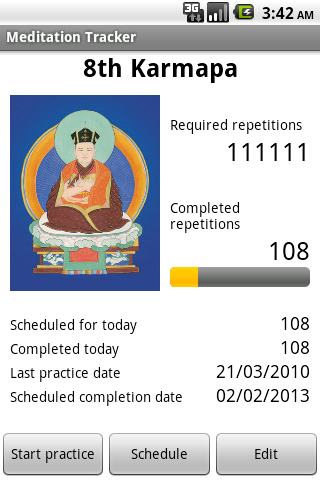 3G 3:42 AM
Meditation Tracker
8th Karmapa
Required repetitions
111111
Completed
repetitions
108
Scheduled for today 108
Completed today 108
Last practice date 21/03/2010
Scheduled completion date 02/02/2013
Start practice Schedule Edit